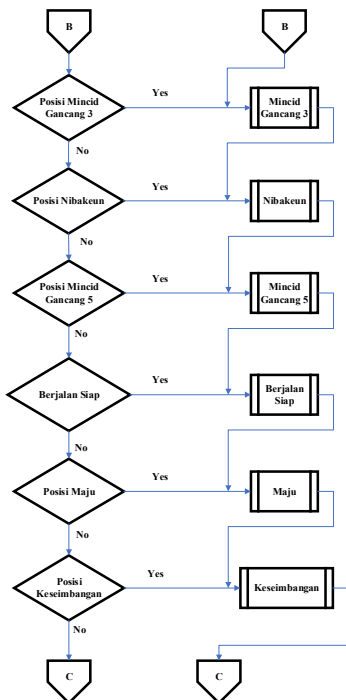 B
B
Posisi Mincid
Gancang 3
Yes
Mincid
Gancang 3
No
Posisi Nibakeun
Yes
Nibakeun
No
Posisi Mincid
Gancang 5
Yes
Mincid
Gancang 5
No
Berjalan Siap
Yes
Berjalan
Siap
No
Posisi Maju
Yes
Maju
No
Posisi
Keseimbangan
Yes
Keseimbangan
No
C
C